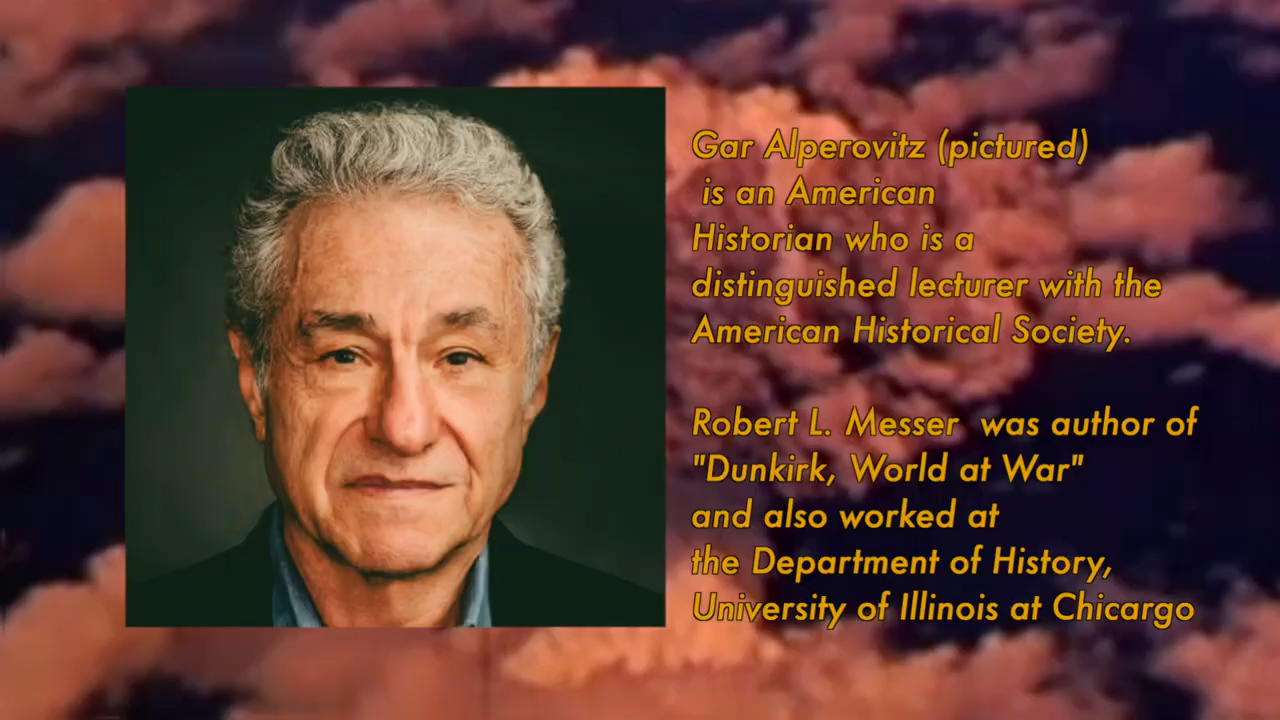 Gar Alperovitz (pictured)
is an American
Historian who is a
distinguished lecturer with the
American Historical Society.
Robert L. Messer was author of
"Dunkirk, World at War"
and also worked at
the Department of History,
University of Illinois at Chicargo